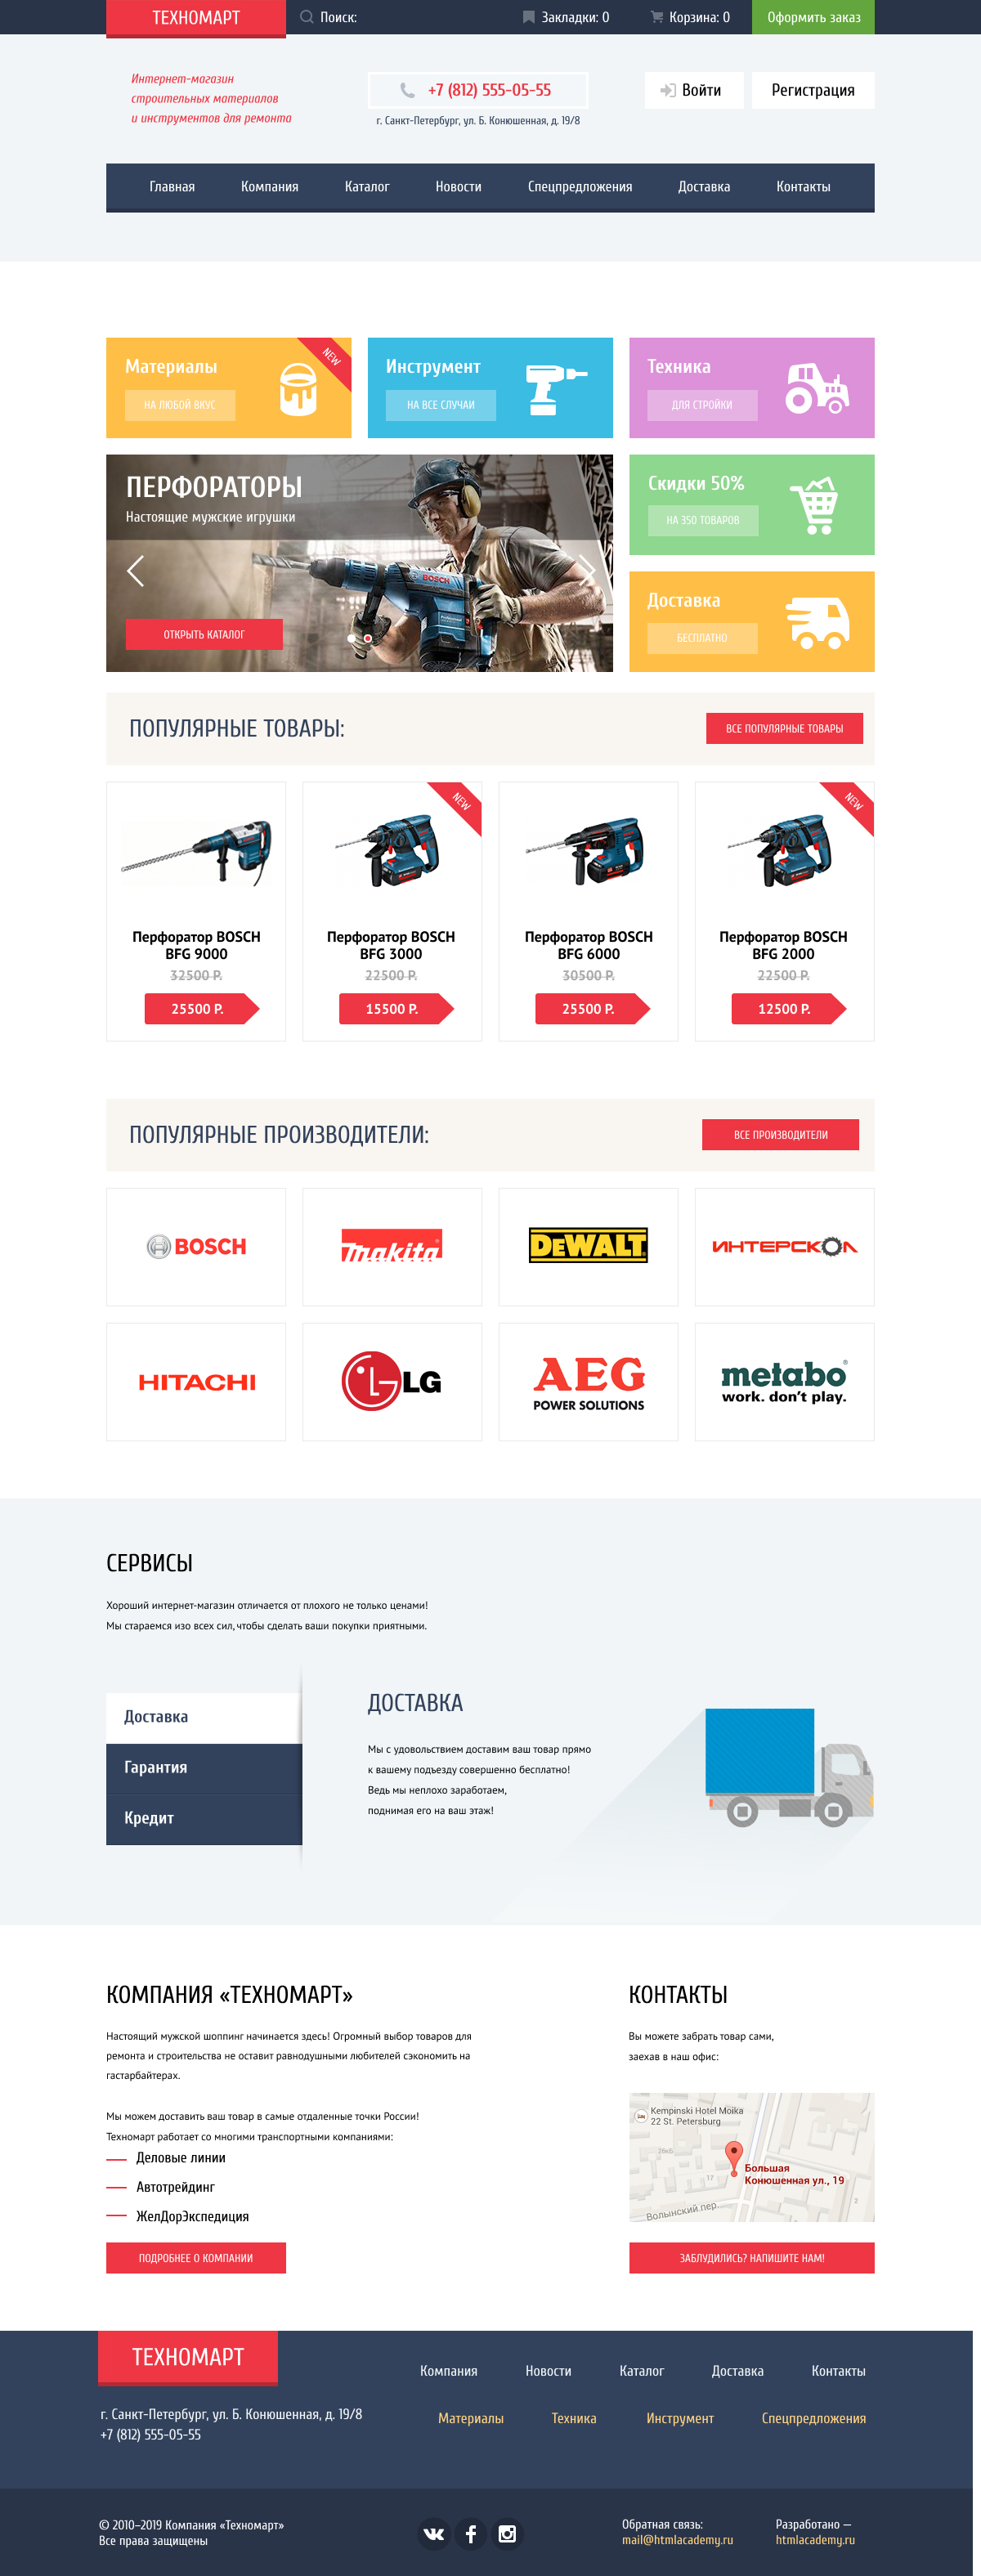 ТЕХНОМАРТ
Поиск:
Закладки: 0
Корзина: 0
Оформить заказ
Интернет-магазин
строительных материалов
и инструментов для ремонта
+7 (812) 555-05-55
г. Санкт-Петербург, ул. Б. Конюшенная, д. 19/8
Войти
Регистрация
Главная
Компания
Каталог
Новости
Спецпредложения
Доставка
Контакты
Материалы
НА ЛЮБОЙ ВКУС
NEW
Инструмент
НА ВСЕ СЛУЧАИ
Техника
ДЛЯ СТРОЙКИ
ПЕРФОРАТОРЫ
Настоящие мужские игрушки
BOSCH
ОТКРЫТЬ КАТАЛОГ
Скидки 50%
НА 350 ТОВАРОВ
Доставка
БЕСПЛАТНО
ПОПУЛЯРНЫЕ ТОВАРЫ:
ВСЕ ПОПУЛЯРНЫЕ ТОВАРЫ
Перфоратор BOSCH
BFG 9000
32500 Р.
25500 Р.
NEW
Перфоратор BOSCH
BFG 3000
22500 Р.
15500 Р.
Перфоратор BOSCH
BFG 6000
30500 Р.
25500 Р.
NEW
Перфоратор BOSCH
BFG 2000
22500 Р.
12500 Р.
ПОПУЛЯРНЫЕ ПРОИЗВОДИТЕЛИ:
ВСЕ ПРОИЗВОДИТЕЛИ
BOSCH
makita
DEWALT
ИНТЕРСКОЛ
HITACHI
LG
AEG
POWER SOLUTIONS
metabo
work. don't play.
СЕРВИСЫ
Хороший интернет-магазин отличается от плохого не только ценами!
Мы стараемся изо всех сил, чтобы сделать ваши покупки приятными.
Доставка
Гарантия
Кредит
ДОСТАВКА
Мы с удовольствием доставим ваш товар прямо
к вашему подъезду совершенно бесплатно!
Ведь мы неплохо заработаем,
поднимая его на ваш этаж!
КОМПАНИЯ «ТЕХНОМАРТ»
Настоящий мужской шоппинг начинается здесь! Огромный выбор товаров для
ремонта и строительства не оставит равнодушными любителей сэкономить на
гастарбайтерах.
Мы можем доставить ваш товар в самые отдаленные точки России!
Техномарт работает со многими транспортными компаниями:
Деловые линии
Автотрейдинг
ЖелДорЭкспедиция
ПОДРОБНЕЕ О КОМПАНИИ
КОНТАКТЫ
Вы можете забрать товар сами,
заехав в наш офис:
Kempinski Hotel Moika
22 St. Petersburg
17
2
Большая
Конюшенная ул., 19
Волынский пер.
ЗАБЛУДИЛИСЬ? НАПИШИТЕ НАМ!
ТЕХНОМАРТ
г. Санкт-Петербург, ул. Б. Конюшенная, д. 19/8
+7 (812) 555-05-55
Компания
Новости
Каталог
Доставка
Контакты
Материалы
Техника
Инструмент
Спецпредложения
© 2010–2019 Компания «Техномарт»
Все права защищены
Обратная связь:
mail@htmlacademy.ru
Разработано —
htmlacademy.ru